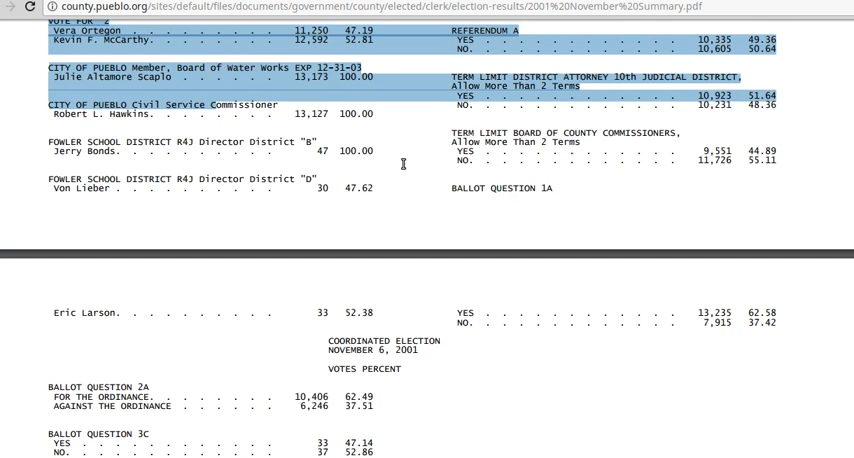 county.pueblo.org/sites/default/files/documents/government/county/elected/clerk/election-results/2001%20November%20Summary.pdf
VOTE FOR 2
Vera Ortegon . . . . . . . . 11,250 47.19
Kevin F. McCarthy. . . . . . . 12,592 52.81
CITY OF PUEBLO Member, Board of Water Works EXP 12-31-03
Julie Altamore Scaplo . . . . . . 13,173 100.00
CITY OF PUEBLO Civil Service Commissioner
Robert L. Hawkins. . . . . . . 13,127 100.00
FOWLER SCHOOL DISTRICT R4J Director District "B"
Jerry Bonds. . . . . . . . . 47 100.00
FOWLER SCHOOL DISTRICT R4J Director District "D"
Von Lieber . . . . . . . . . 30 47.62
REFERENDUM A
YES . . . . . . . . . . . 10,335 49.36
NO. . . . . . . . . . . . 10,605 50.64
TERM LIMIT DISTRICT ATTORNEY 10th JUDICIAL DISTRICT,
Allow More Than 2 Terms
YES . . . . . . . . . . . 10,923 51.64
NO. . . . . . . . . . . . 10,231 48.36
TERM LIMIT BOARD OF COUNTY COMMISSIONERS,
Allow More Than 2 Terms
YES . . . . . . . . . . . 9,551 44.89
NO. . . . . . . . . . . . 11,726 55.11
BALLOT QUESTION 1A
Eric Larson. . . . . . . . . 33 52.38
YES . . . . . . . . . . . 13,235 62.58
NO. . . . . . . . . . . . 7,915 37.42
COORDINATED ELECTION
NOVEMBER 6, 2001
VOTES PERCENT
BALLOT QUESTION 2A
FOR THE ORDINANCE. . . . . . . 10,406 62.49
AGAINST THE ORDINANCE . . . . . . 6,246 37.51
BALLOT QUESTION 3C
YES . . . . . . . . . . . 33 47.14
NO. . . . . . . . . . . . 37 52.86